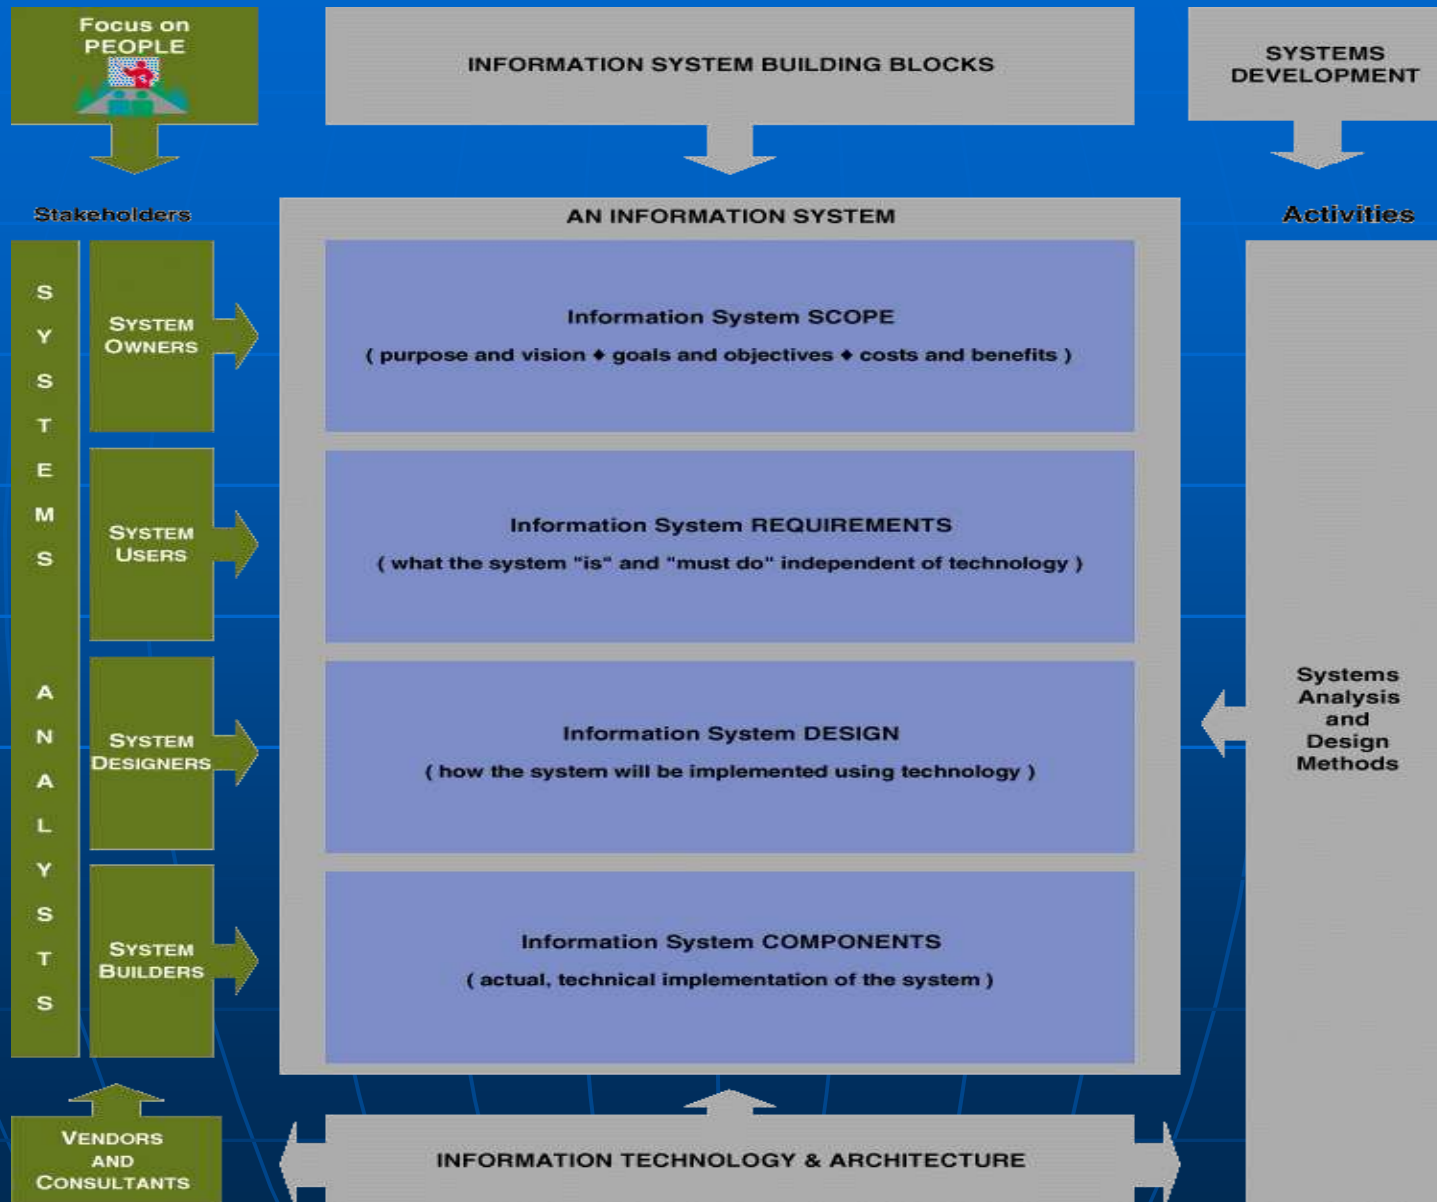 Focus on
PEOPLE
INFORMATION SYSTEM BUILDING BLOCKS
SYSTEMS
DEVELOPMENT
Stakeholders
AN INFORMATION SYSTEM
Activities
SYSTEMS ANALYSTS
SYSTEM
OWNERS
Information System SCOPE
( purpose and vision ♦ goals and objectives ♦ costs and benefits )
SYSTEM
USERS
Information System REQUIREMENTS
( what the system "is" and "must do" independent of technology )
SYSTEM
DESIGNERS
Information System DESIGN
( how the system will be implemented using technology )
SYSTEM
BUILDERS
Information System COMPONENTS
( actual, technical implementation of the system )
Systems
Analysis
and
Design
Methods
VENDORS
AND
CONSULTANTS
INFORMATION TECHNOLOGY & ARCHITECTURE